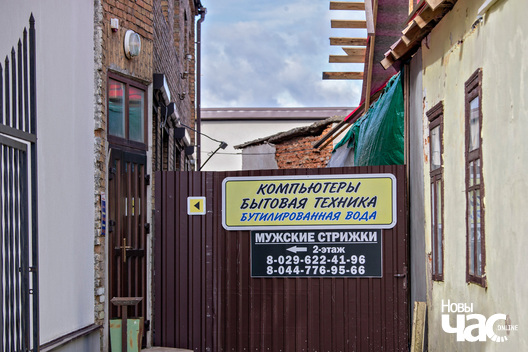 КОМПЬЮТЕРЫ
БЫТОВАЯ ТЕХНИКА
БУТИЛИРОВАННАЯ ВОДА
МУЖСКИЕ СТРИЖКИ
2-этаж
8-029-622-41-96
8-044-776-95-66
Новы
Час
ONLINE